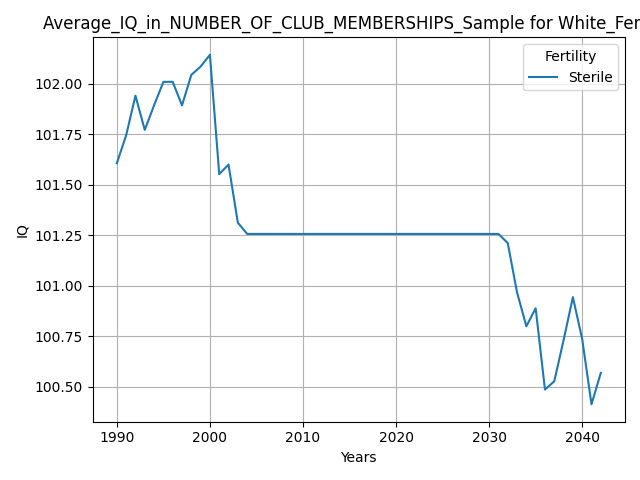 Average_IQ_in_NUMBER_OF_CLUB_MEMBERSHIPS_Sample for White_Fer
Fertility
Sterile
102.00
101.75
101.50
101.25
101.00
100.75
100.50
IQ
1990 2000 2010 2020 2030 2040
Years